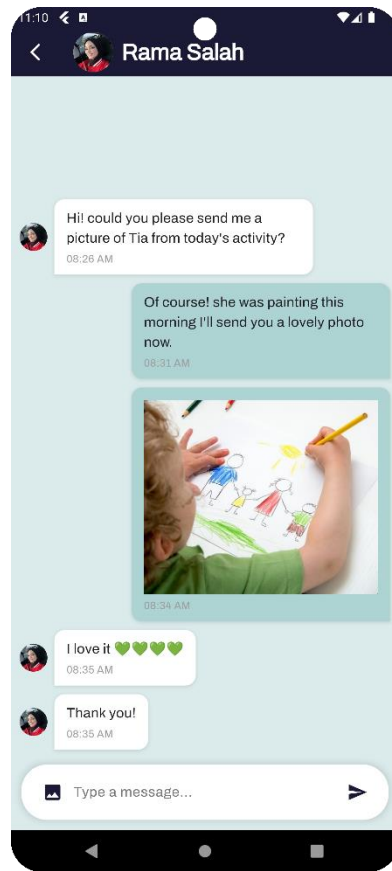 11:10
Rama Salah
Hi! could you please send me a
picture of Tia from today's activity?
08:26 AM
Of course! she was painting this
morning I'll send you a lovely photo
now.
08:31 AM
08:34 AM
I love it 💚💚💚💚
08:35 AM
Thank you!
08:35 AM
Type a message...